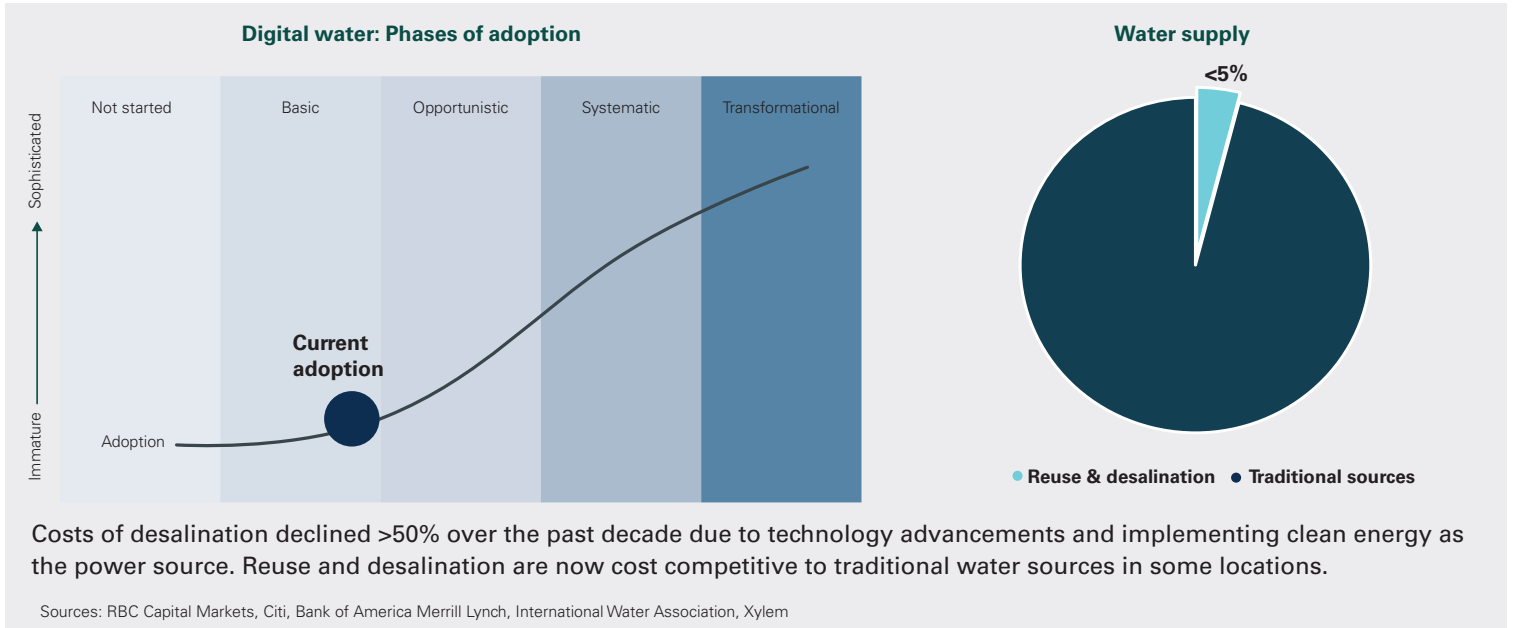 Digital water: Phases of adoption
Not started
Basic
Opportunistic
Systematic
Transformational
Sophisticated
Immature
Current
adoption
Adoption
Water supply
<5%
Reuse & desalination
Traditional sources
Costs of desalination declined >50% over the past decade due to technology advancements and implementing clean energy as
the power source. Reuse and desalination are now cost competitive to traditional water sources in some locations.
Sources: RBC Capital Markets, Citi, Bank of America Merrill Lynch, International Water Association, Xylem